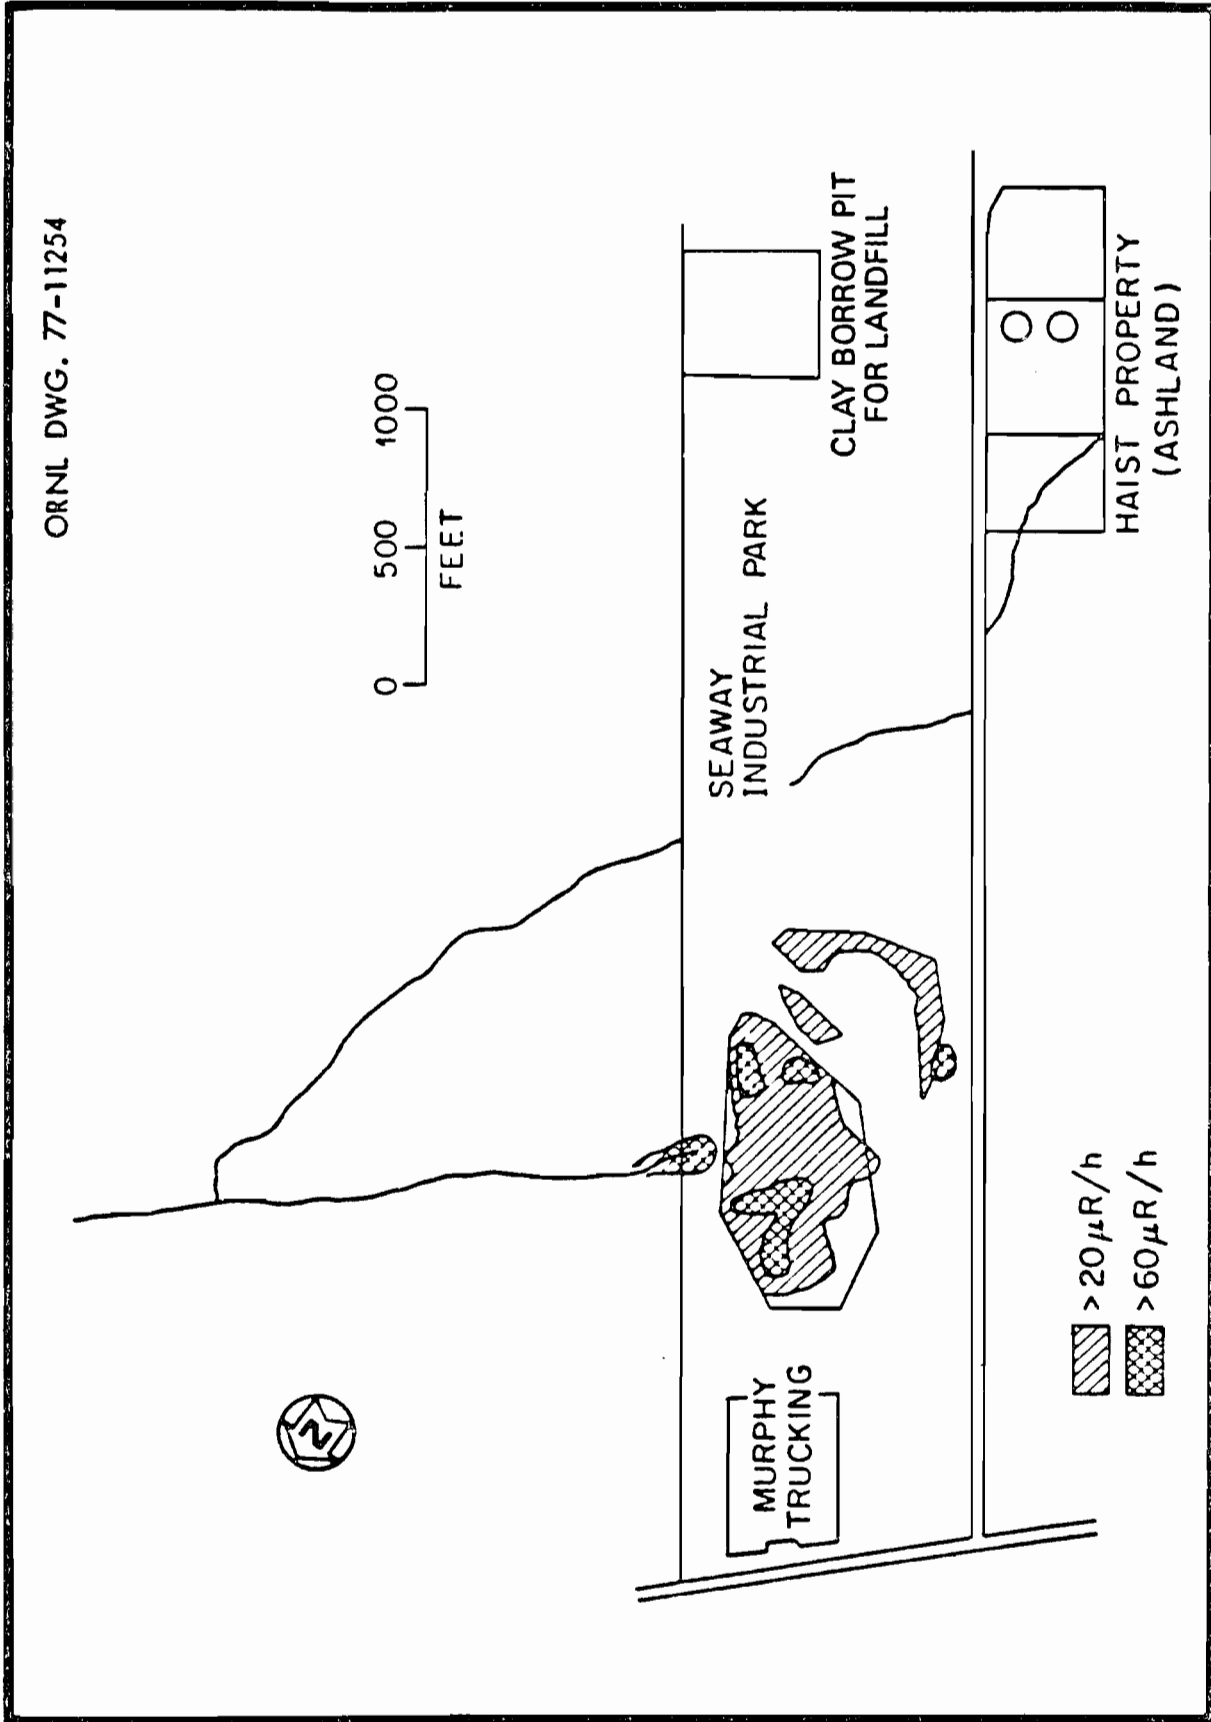 ORNL DWG. 77-11254
N
0 500 1000
FEET
SEAWAY
INDUSTRIAL PARK
CLAY BORROW PIT
FOR LANDFILL
MURPHY
TRUCKING
HAIST PROPERTY
(ASHLAND)
>20μR/h
>60μR/h